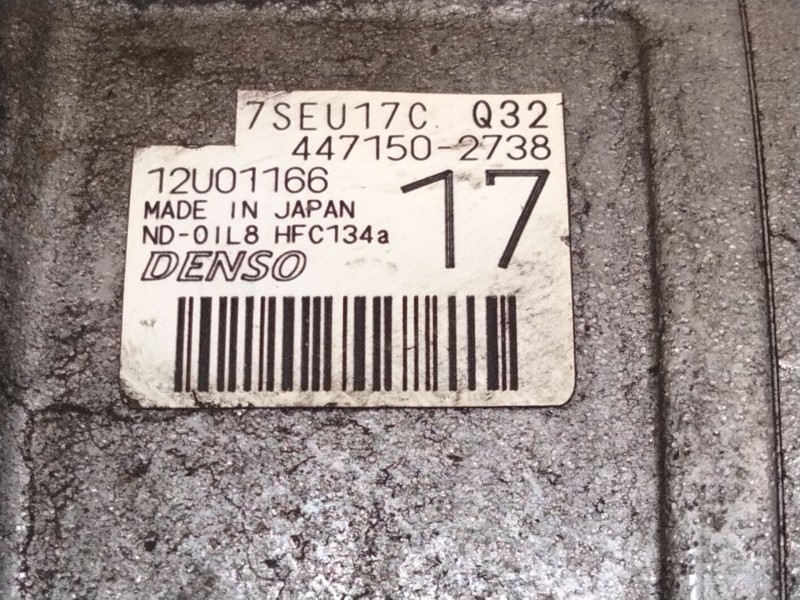 7SEU17C Q32
447150-2738
12U01166
17
MADE IN JAPAN
ND-OIL8 HFC134a
DENSO